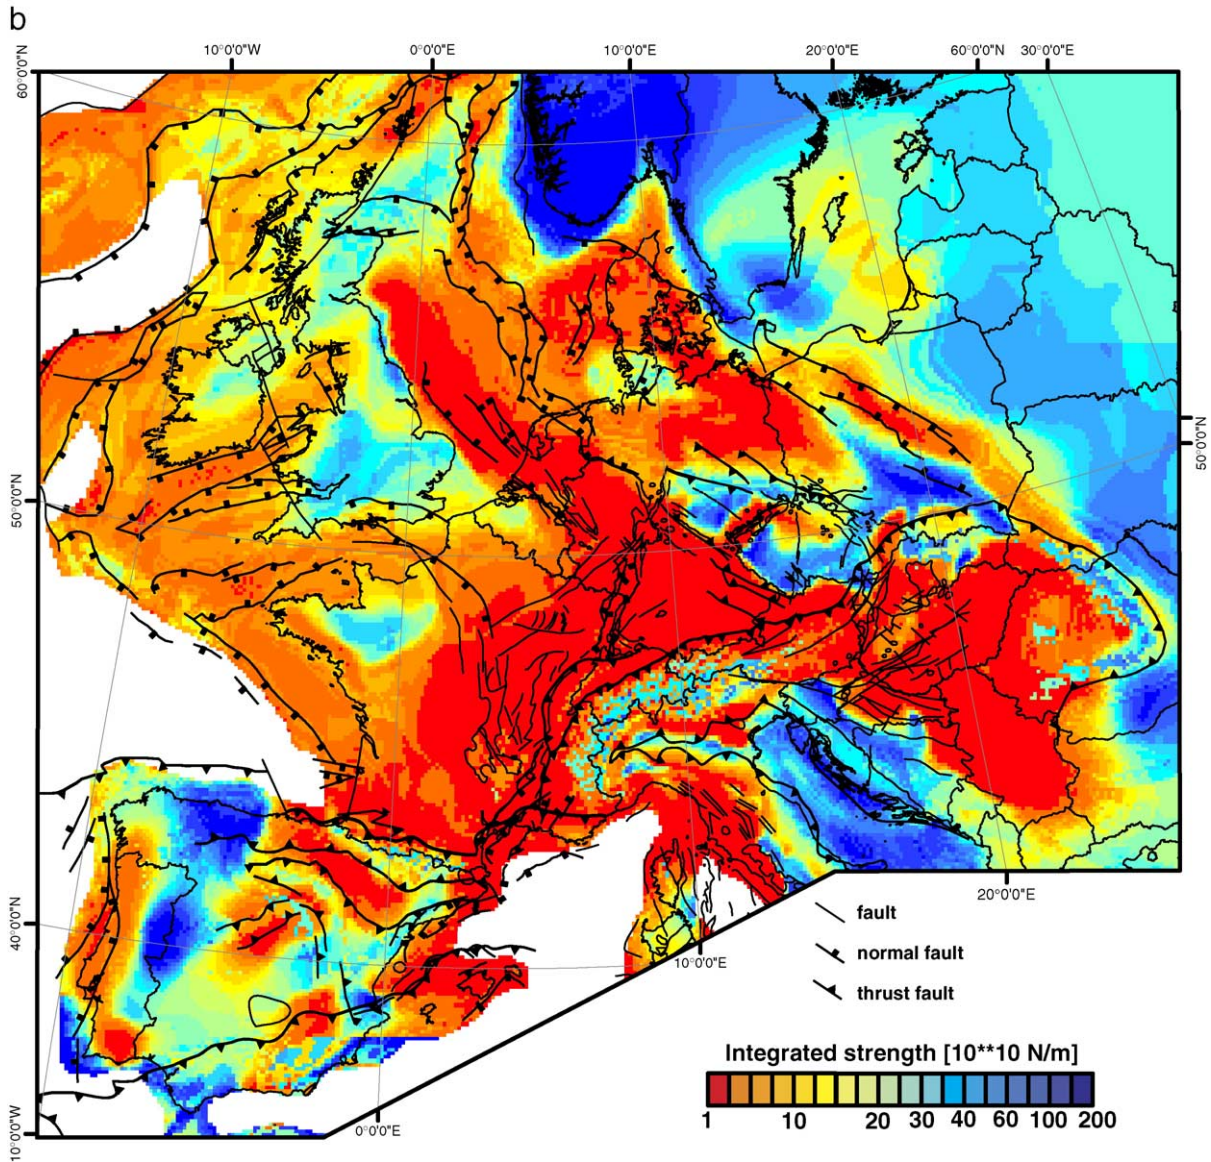 b
10°0'0"W 0°0'0"E 10°0'0"E 20°0'0"E 60°0'0"N 30°0'0"E
60°0'0"N
50°0'0"N
50°0'0"N
40°0'0"N
20°0'0"E
fault
10°0'0"E
normal fault
thrust fault
Integrated strength [10**10 N/m]
1 10 20 30 40 60 100 200
0°0'0"E
10°0'0"W